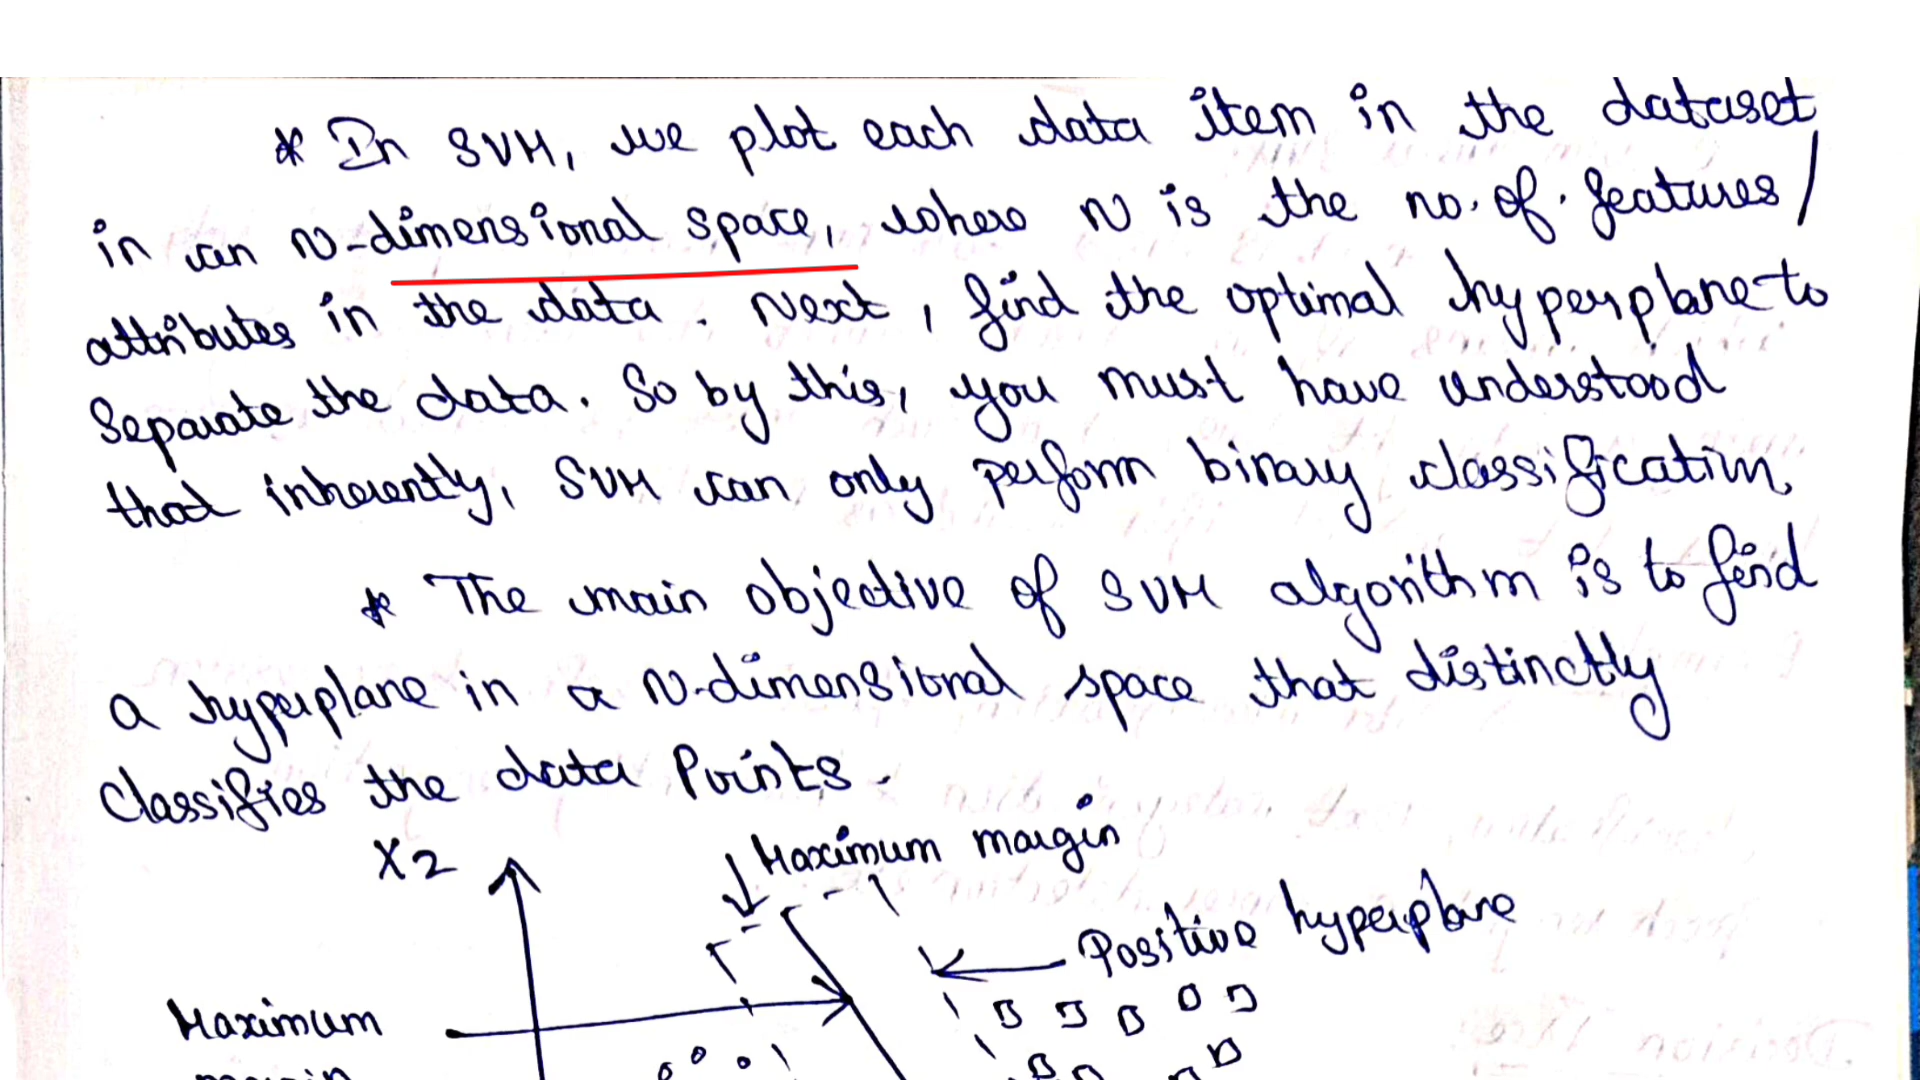 * In SVM, we plot each data item in the dataset
in an N-dimensional space, where N is the no. of. features/
attributes in the data. Next, find the optimal hyperplane to
Separate the data. So by this, you must have understood
that inherently, SVM can only perform binary classification.
* The main objective of SVM algorithm is to find
a hyperplane in a N-dimensional space that distinctly
Classifies the data Points.
X2
Maximum margin
Positive hyperplane
Maximum
margin